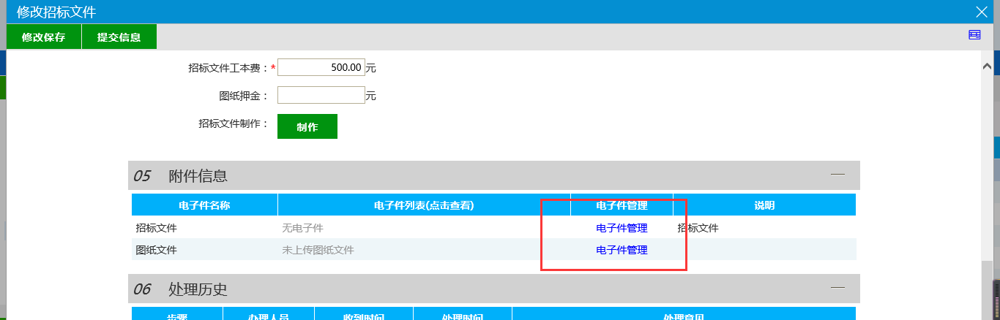 修改招标文件
修改保存 提交信息
招标文件工本费：* 500.00 元
图纸押金： 元
招标文件制作： 制作
05 附件信息
电子件名称 电子件列表(点击查看) 电子件管理 说明
招标文件 无电子件 电子件管理 招标文件
图纸文件 未上传图纸文件 电子件管理
06 处理历史
步骤 办理人员 收到时间 处理时间 处理意见